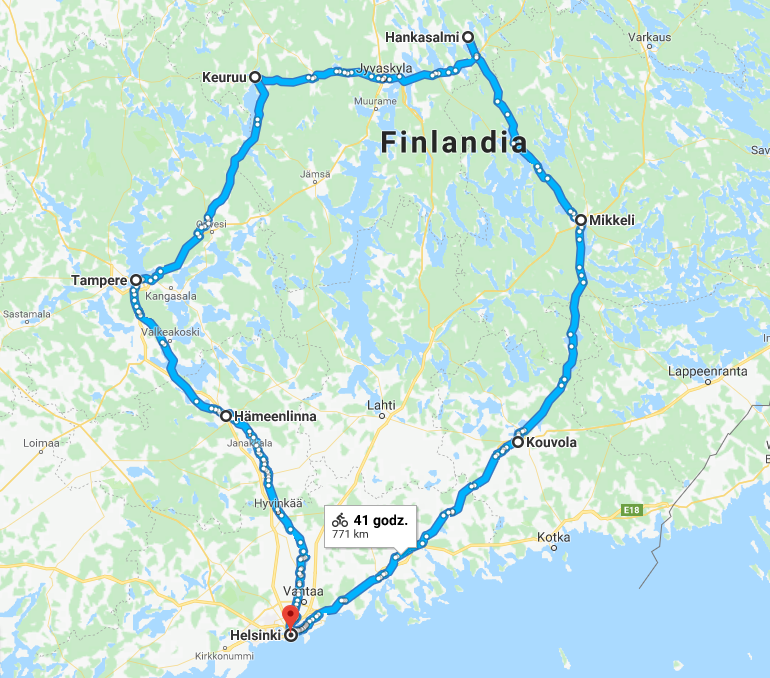 Hankasalmi
Varkaus
Jyvaskyla
Keuruu
Muurame
Finlandia
Jämsä
Mikkeli
Orivesi
Tampere
Kangasala
Sastamala
Valkeakoski
Lappeenranta
Lahti
Hämeenlinna
Loimaa
Janakkala
Kouvola
Hyvinkää
E18
41 godz.
771 km
Kotka
Vantaa
Helsinki
Kirkkonummi